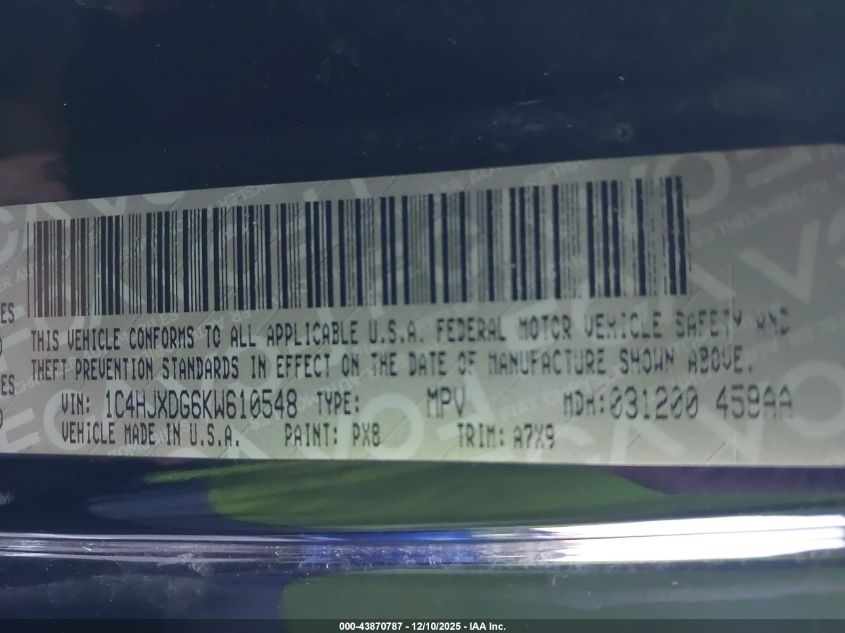 THIS VEHICLE CONFORMS TO ALL APPLICABLE U.S.A. FEDERAL MOTOR VEHICLE SAFETY AND
THEFT PREVENTION STANDARDS IN EFFECT ON THE DATE OF MANUFACTURE SHOWN ABOVE.
VIN: 1C4HJXDG6KW610548 TYPE: MPV MDH:031200 459AA
VEHICLE MADE IN U.S.A. PAINT: PX8 TRIM: A7X9
000-43870787 - 12/10/2025 - IAA Inc.